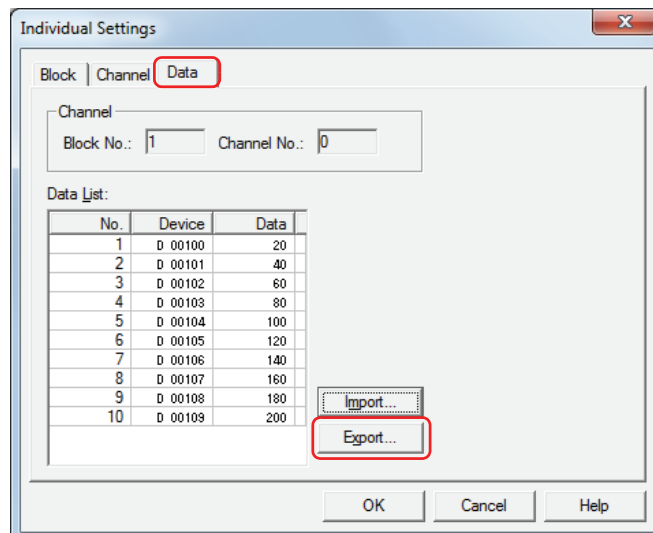 Individual Settings
Block Channel Data
Channel
Block No.: 1 Channel No.: 0
Data List:
No. Device Data
1 D 00100 20
2 D 00101 40
3 D 00102 60
4 D 00103 80
5 D 00104 100
6 D 00105 120
7 D 00106 140
8 D 00107 160
9 D 00108 180
10 D 00109 200
Import...
Export...
OK Cancel Help